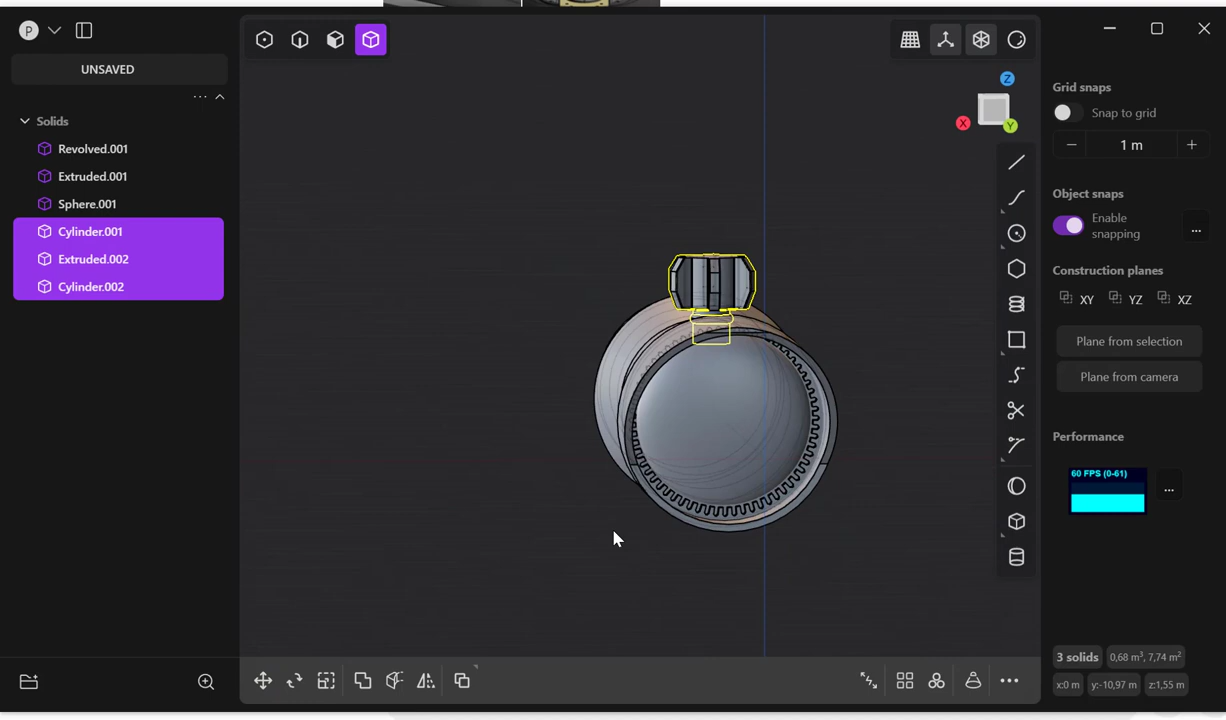 P
UNSAVED
Solids
Revolved.001
Extruded.001
Sphere.001
Cylinder.001
Extruded.002
Cylinder.002
Z
X
Y
Grid snaps
Snap to grid
1 m
Object snaps
Enable
snapping
Construction planes
XY
YZ
XZ
Plane from selection
Plane from camera
Performance
60 FPS (0-61)
3 solids
0,68 m³, 7,74 m²
x:0 m
y:-10,97 m
z:1,55 m